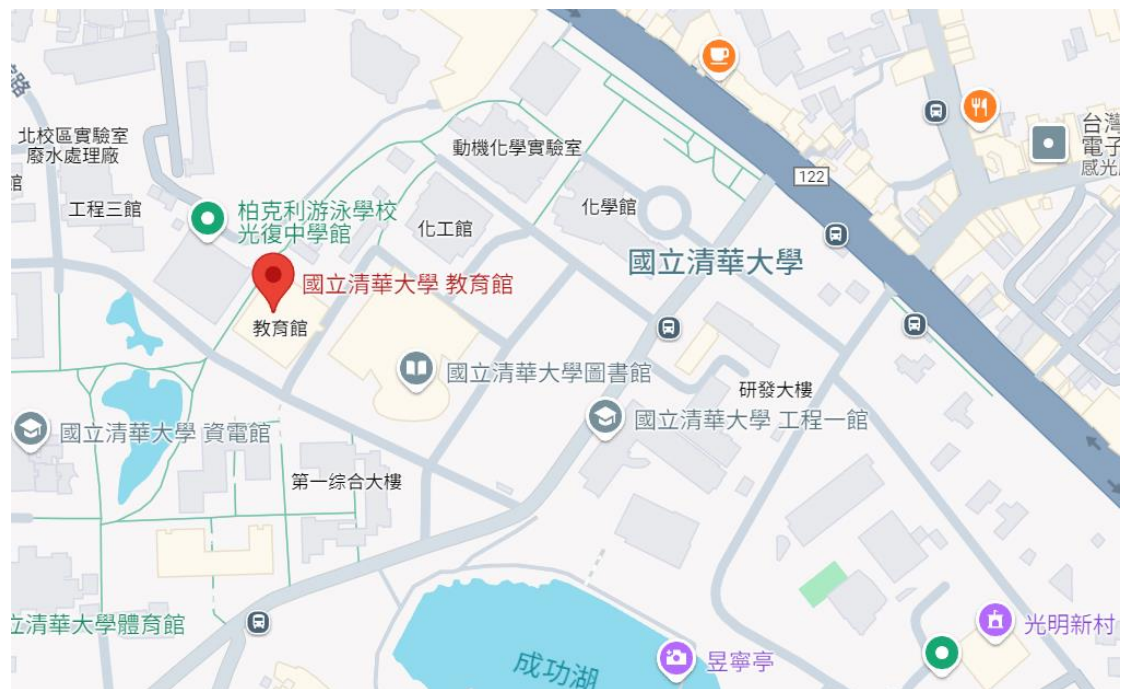 路
北校區實驗室
廢水處理廠
館
工程三館
柏克利游泳學校
光復中學館
動機化學實驗室
化工館
化學館
122
台灣
電子
感光
國立清華大學
國立清華大學 教育館
教育館
國立清華大學圖書館
研發大樓
國立清華大學 工程一館
國立清華大學 資電館
第一综合大樓
立清華大學體育館
成功湖
昱寧亭
光明新村